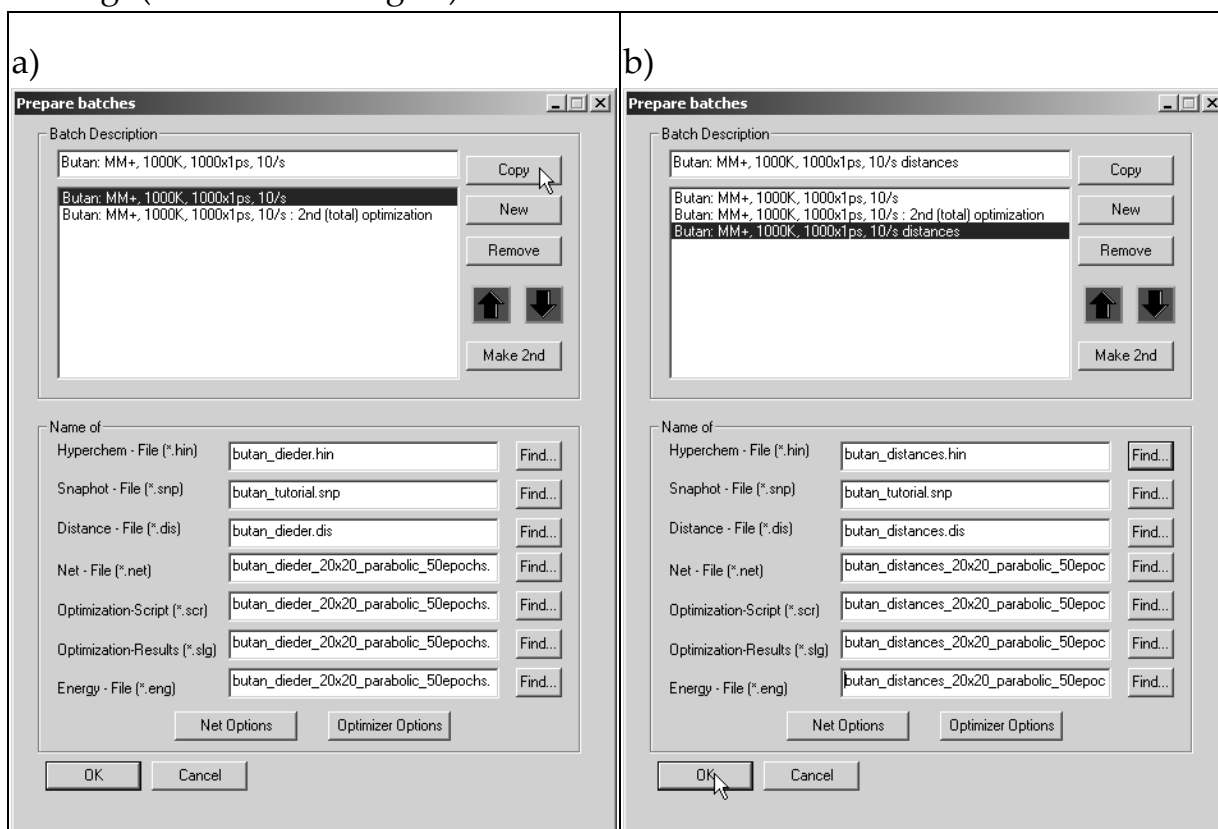 a)
Prepare batches
Batch Description
Butan: MM+, 1000K, 1000x1ps, 10/s
Copy
Butan: MM+, 1000K, 1000x1ps, 10/s
Butan: MM+, 1000K, 1000x1ps, 10/s : 2nd (total) optimization
New
Remove
Make 2nd
Name of
Hyperchem - File (*.hin) butan_dieder.hin Find...
Snaphot - File (*.snp) butan_tutorial.snp Find...
Distance - File (*.dis) butan_dieder.dis Find...
Net - File (*.net) butan_dieder_20x20_parabolic_50epochs. Find...
Optimization-Script (*.scr) butan_dieder_20x20_parabolic_50epochs. Find...
Optimization-Results (*.slg) butan_dieder_20x20_parabolic_50epochs. Find...
Energy - File (*.eng) butan_dieder_20x20_parabolic_50epochs. Find...
Net Options Optimizer Options
OK Cancel
b)
Prepare batches
Batch Description
Butan: MM+, 1000K, 1000x1ps, 10/s distances
Copy
Butan: MM+, 1000K, 1000x1ps, 10/s
Butan: MM+, 1000K, 1000x1ps, 10/s : 2nd (total) optimization
Butan: MM+, 1000K, 1000x1ps, 10/s distances
New
Remove
Make 2nd
Name of
Hyperchem - File (*.hin) butan_distances.hin Find...
Snaphot - File (*.snp) butan_tutorial.snp Find...
Distance - File (*.dis) butan_distances.dis Find...
Net - File (*.net) butan_distances_20x20_parabolic_50epoc Find...
Optimization-Script (*.scr) butan_distances_20x20_parabolic_50epoc Find...
Optimization-Results (*.slg) butan_distances_20x20_parabolic_50epoc Find...
Energy - File (*.eng) butan_distances_20x20_parabolic_50epoc Find...
Net Options Optimizer Options
OK Cancel